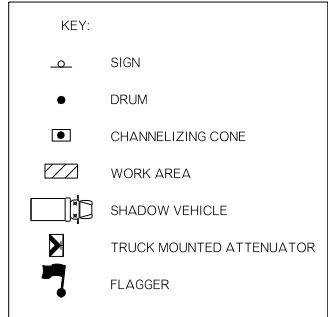 KEY:
SIGN
DRUM
CHANNELIZING CONE
WORK AREA
SHADOW VEHICLE
TRUCK MOUNTED ATTENUATOR
FLAGGER